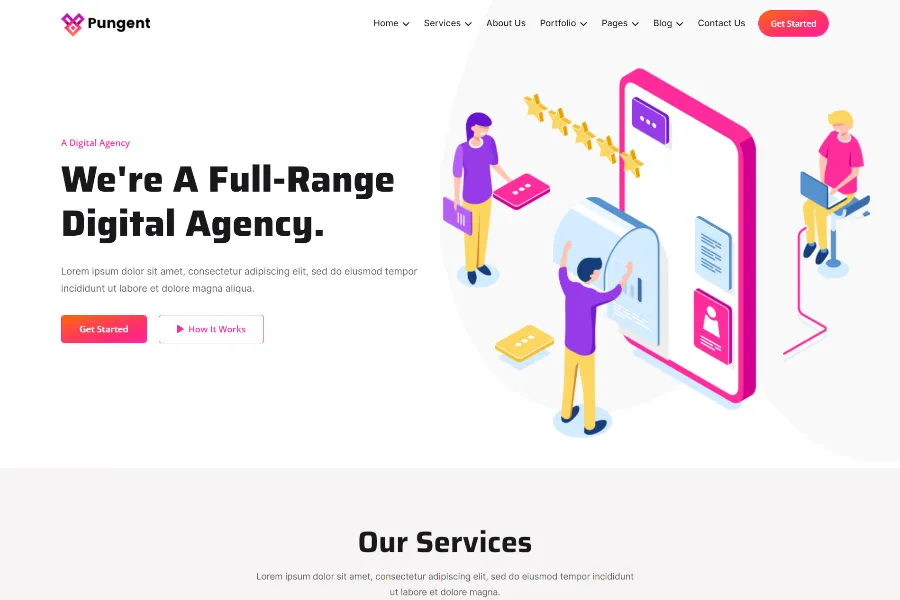 Pungent
Home Services About Us Portfolio Pages Blog Contact Us Get Started
A Digital Agency
We're A Full-Range
Digital Agency.
Lorem ipsum dolor sit amet, consectetur adipiscing elit, sed do eiusmod tempor
incididunt ut labore et dolore magna aliqua.
Get Started How It Works
Our Services
Lorem ipsum dolor sit amet, consectetur adipiscing elit, sed do eiusmod tempor incididunt
ut labore et dolore magna.